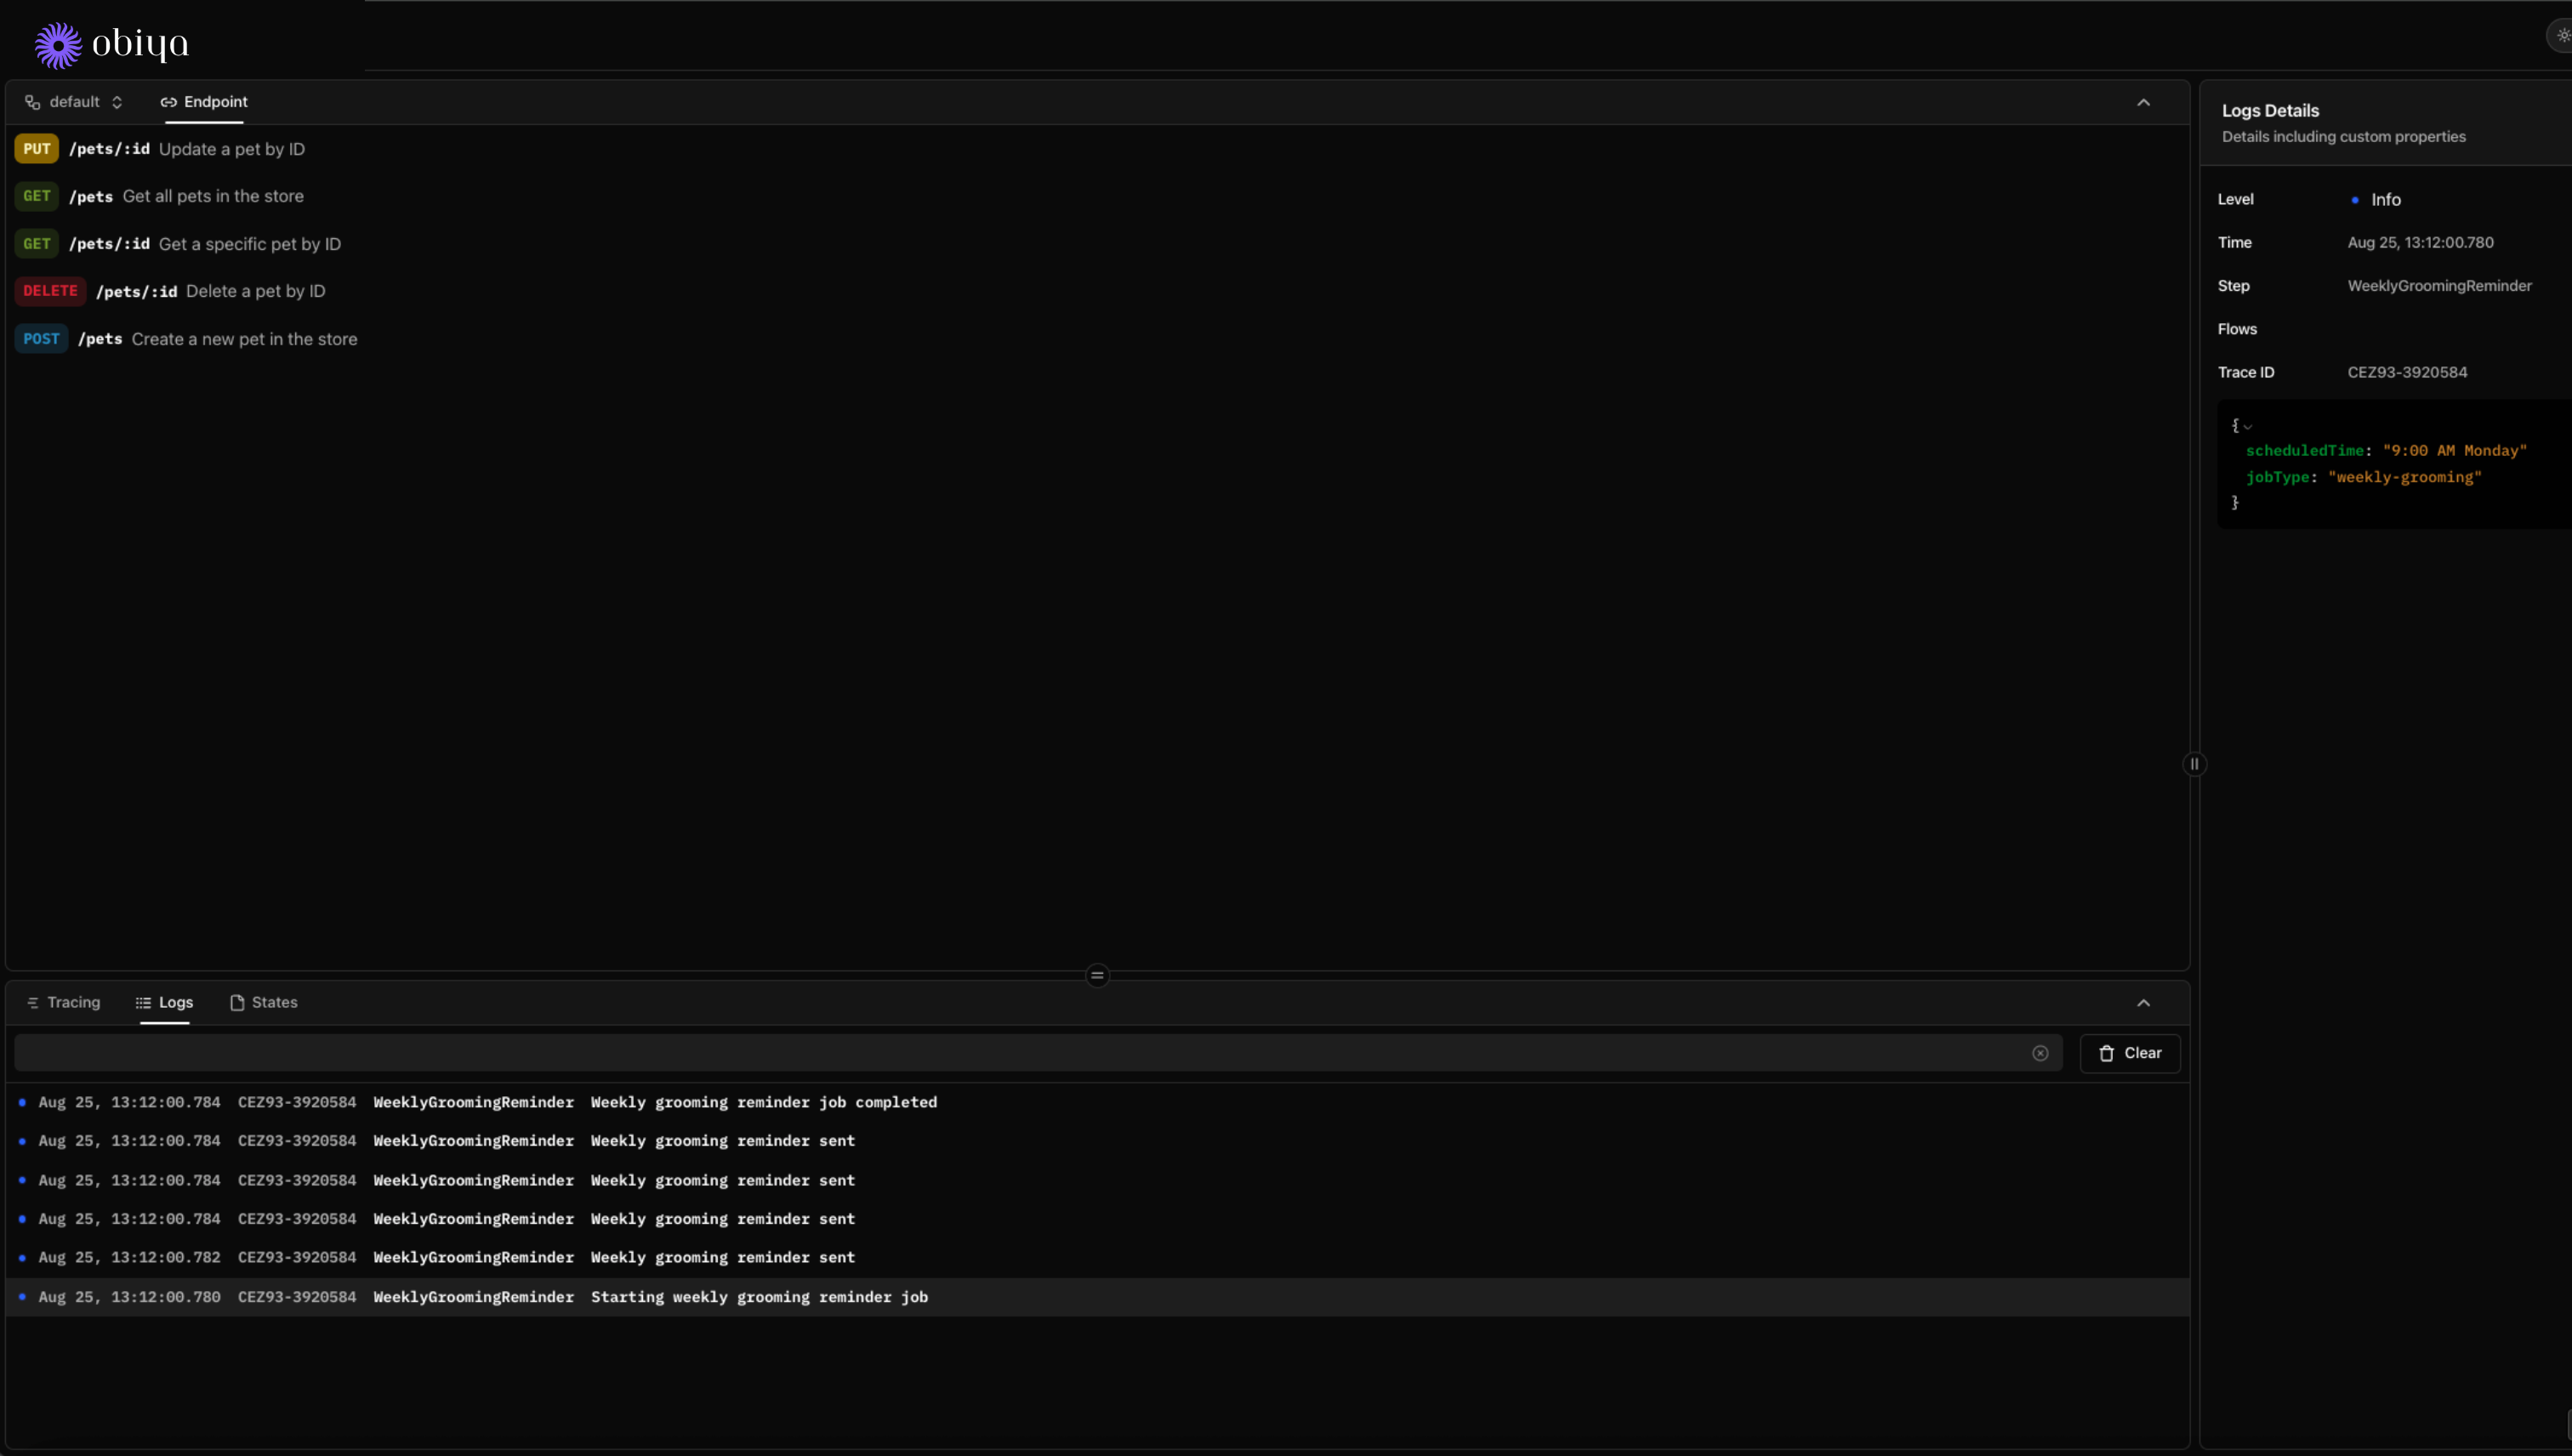 obiya
default
Endpoint
PUT /pets/:id Update a pet by ID
GET /pets Get all pets in the store
GET /pets/:id Get a specific pet by ID
DELETE /pets/:id Delete a pet by ID
POST /pets Create a new pet in the store
Tracing
Logs
States
Clear
Aug 25, 13:12:00.784 CEZ93-3920584 WeeklyGroomingReminder Weekly grooming reminder job completed
Aug 25, 13:12:00.784 CEZ93-3920584 WeeklyGroomingReminder Weekly grooming reminder sent
Aug 25, 13:12:00.784 CEZ93-3920584 WeeklyGroomingReminder Weekly grooming reminder sent
Aug 25, 13:12:00.784 CEZ93-3920584 WeeklyGroomingReminder Weekly grooming reminder sent
Aug 25, 13:12:00.782 CEZ93-3920584 WeeklyGroomingReminder Weekly grooming reminder sent
Aug 25, 13:12:00.780 CEZ93-3920584 WeeklyGroomingReminder Starting weekly grooming reminder job
Logs Details
Details including custom properties
Level Info
Time Aug 25, 13:12:00.780
Step WeeklyGroomingReminder
Flows
Trace ID CEZ93-3920584
{
scheduledTime: "9:00 AM Monday"
jobType: "weekly-grooming"
}